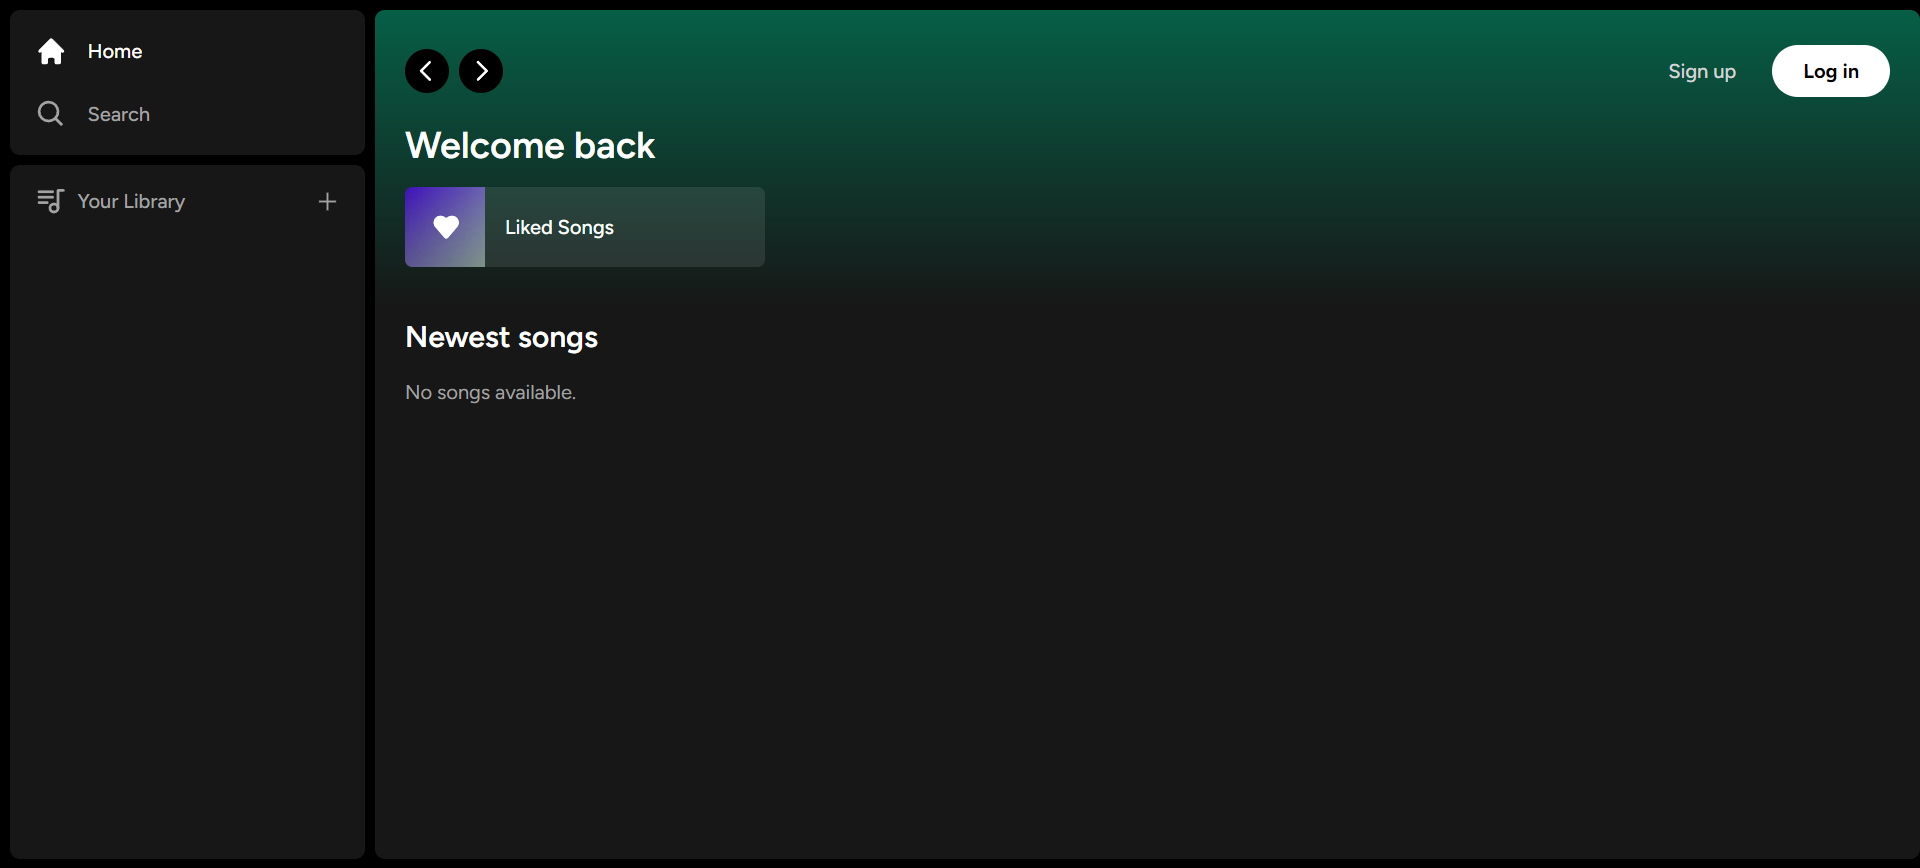 Home
Search
Your Library
Sign up
Log in
Welcome back
Liked Songs
Newest songs
No songs available.